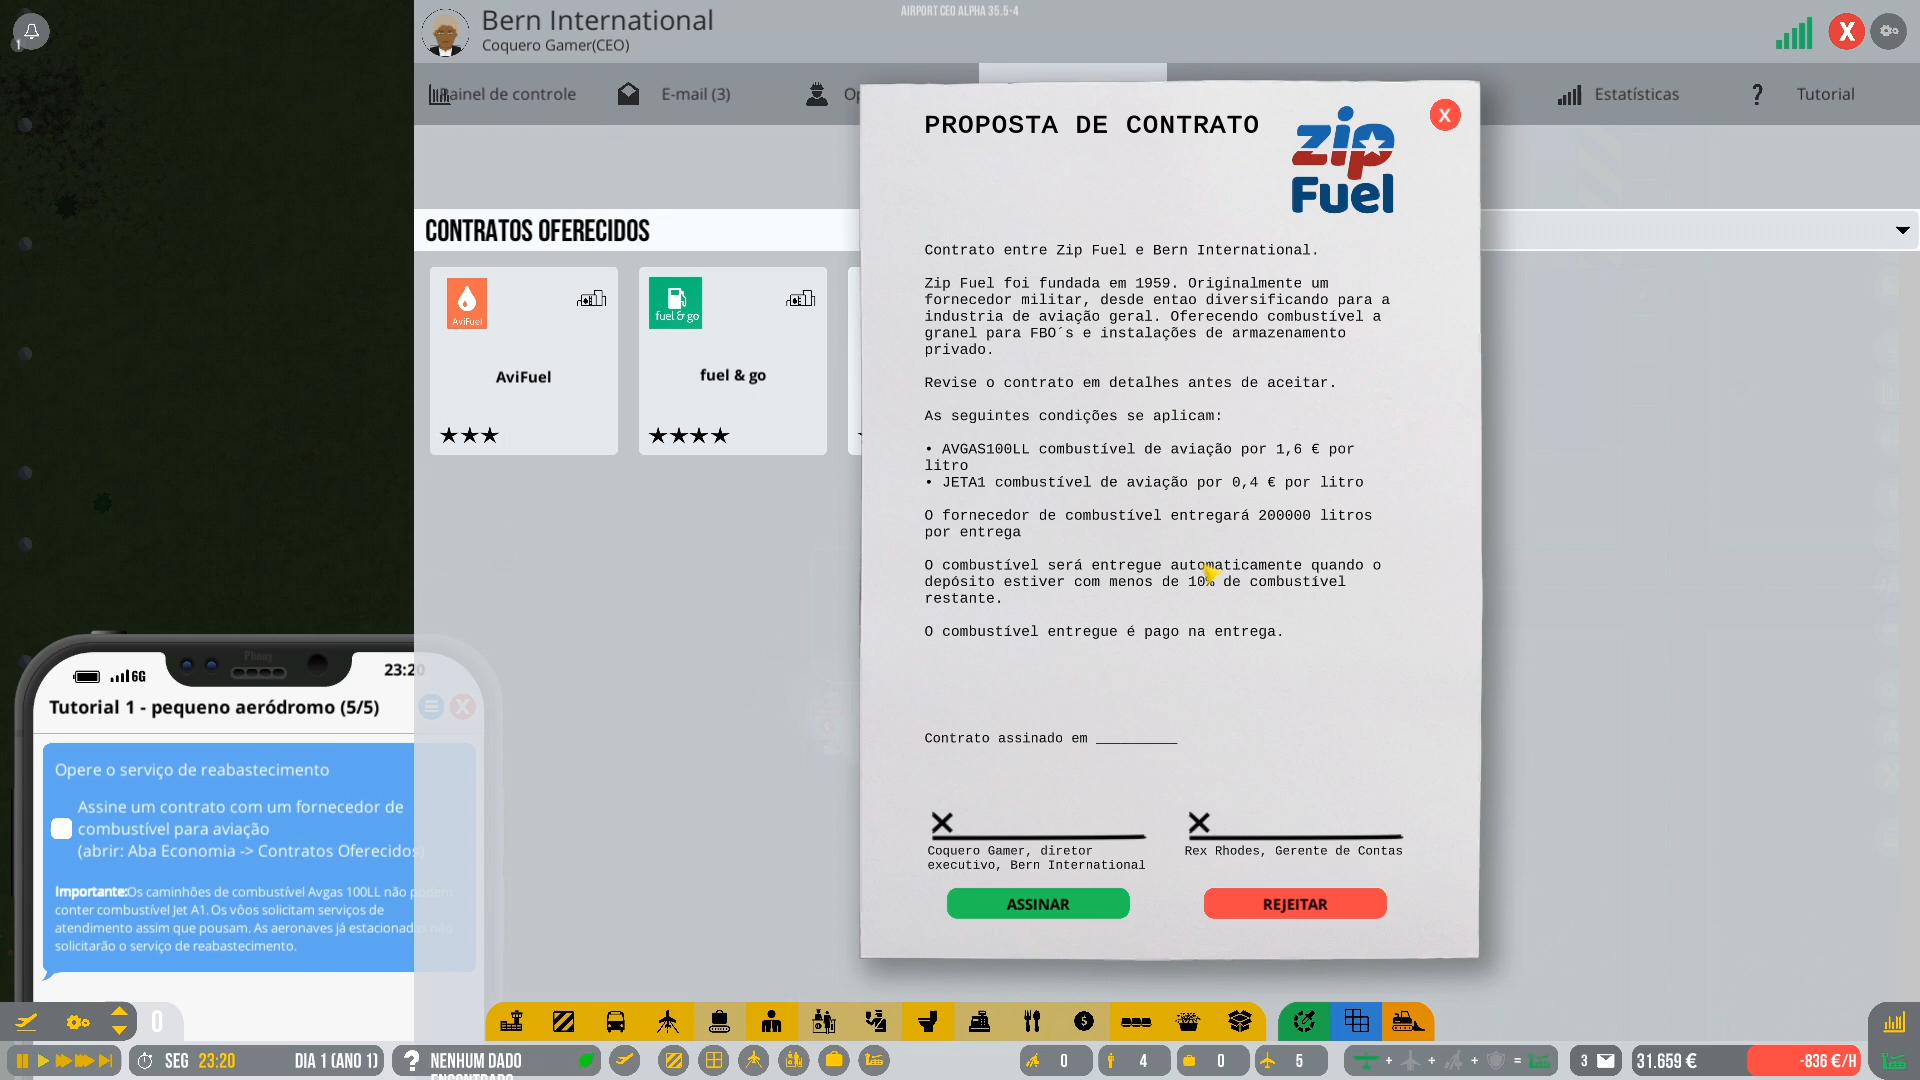 AIRPORT CEO ALPHA 35.5-4
1
Bern International
Coquero Gamer(CEO)
X
Painel de controle
E-mail (3)
Op
Estatísticas
?
Tutorial
CONTRATOS OFERECIDOS
AviFuel
fuel & go
AviFuel
fuel & go
★★★
★★★★
PROPOSTA DE CONTRATO
zip
Fuel
X
Contrato entre Zip Fuel e Bern International.
Zip Fuel foi fundada em 1959. Originalmente um
fornecedor militar, desde entao diversificando para a
industria de aviação geral. Oferecendo combustível a
granel para FBO´s e instalações de armazenamento
privado.
Revise o contrato em detalhes antes de aceitar.
As seguintes condições se aplicam:
• AVGAS100LL combustível de aviação por 1,6 € por
litro
• JETA1 combustível de aviação por 0,4 € por litro
O fornecedor de combustível entregará 200000 litros
por entrega
O combustível será entregue automaticamente quando o
depósito estiver com menos de 10% de combustível
restante.
O combustível entregue é pago na entrega.
Contrato assinado em __________
Coquero Gamer, diretor
executivo, Bern International
Rex Rhodes, Gerente de Contas
ASSINAR
REJEITAR
6G
Phony
23:20
Tutorial 1 - pequeno aeródromo (5/5)
X
Opere o serviço de reabastecimento
Assine um contrato com um fornecedor de
combustível para aviação
(abrir: Aba Economia -> Contratos Oferecidos)
Importante:Os caminhões de combustível Avgas 100LL não podem
conter combustível Jet A1. Os vôos solicitam serviços de
atendimento assim que pousam. As aeronaves já estacionadas não
solicitarão o serviço de reabastecimento.
0
SEG 23:20
DIA 1 (ANO 1)
? NENHUM DADO
ENCONTRADO
0
4
0
5
+ + + =
3
31.659 €
-836 €/H